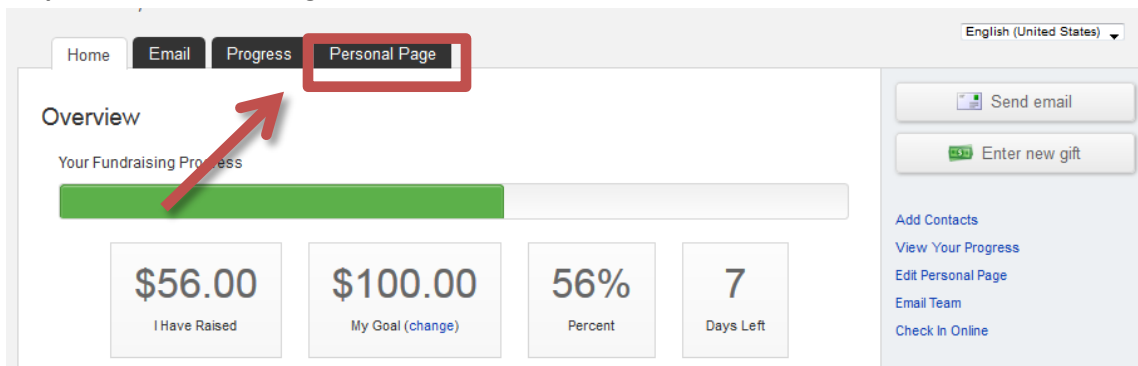 English (United States)
Home Email Progress Personal Page
Overview
Your Fundraising Progress
$56.00
I Have Raised
$100.00
My Goal (change)
56%
Percent
7
Days Left
Send email
Enter new gift
Add Contacts
View Your Progress
Edit Personal Page
Email Team
Check In Online